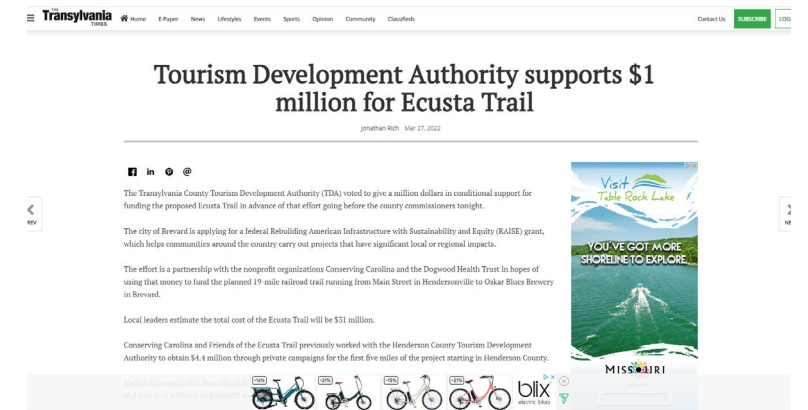 THE
Transylvania
TIMES
Home E-Paper News Lifestyles Events Sports Opinion Community Classifieds
Contact Us SUBSCRIBE LOG
Tourism Development Authority supports $1
million for Ecusta Trail
Jonathan Rich Mar 27, 2022
The Transylvania County Tourism Development Authority (TDA) voted to give a million dollars in conditional support for
funding the proposed Ecusta Trail in advance of that effort going before the county commissioners tonight.
The city of Brevard is applying for a federal Rebuilding American Infrastructure with Sustainability and Equity (RAISE) grant,
which helps communities around the country carry out projects that have significant local or regional impacts.
The effort is a partnership with the nonprofit organizations Conserving Carolina and the Dogwood Health Trust in hopes of
using that money to fund the planned 19-mile railroad trail running from Main Street in Hendersonville to Oskar Blues Brewery
in Brevard.
Local leaders estimate the total cost of the Ecusta Trail will be $31 million.
Conserving Carolina and Friends of the Ecusta Trail previously worked with the Henderson County Tourism Development
Authority to obtain $4.4 million through private campaigns for the first five miles of the project starting in Henderson County.
REV
NE
Visit
Table Rock Lake
YOU'VE GOT MORE
SHORELINE TO EXPLORE.
MISSOURI
-16%
-21%
-15%
-21%
blix
electric bikes